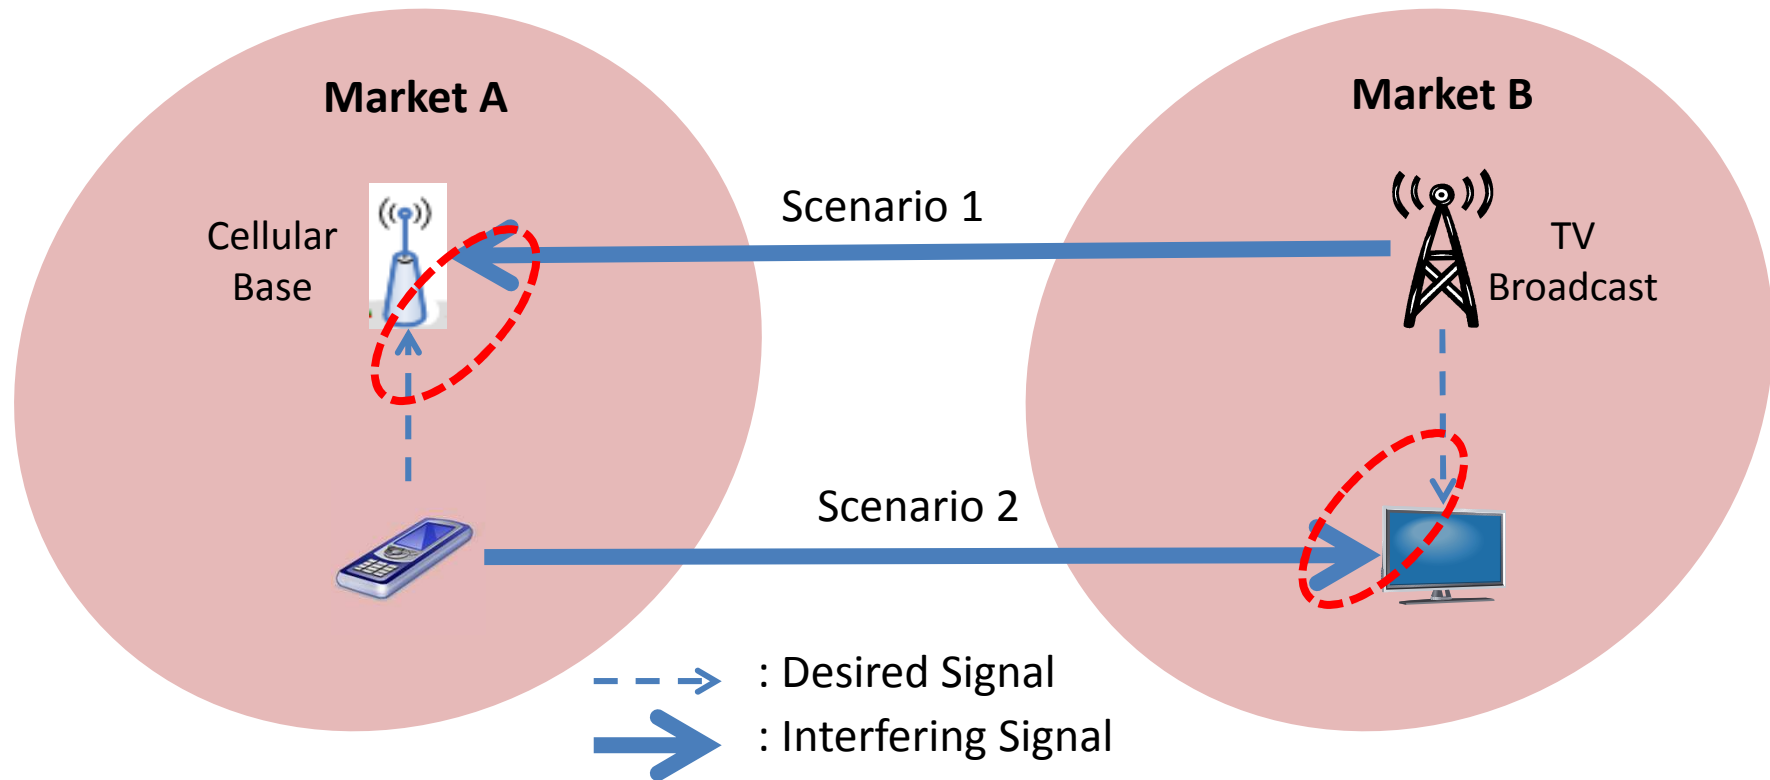 Market A
Market B
Scenario 1
Cellular
Base
TV
Broadcast
Scenario 2
: Desired Signal
: Interfering Signal